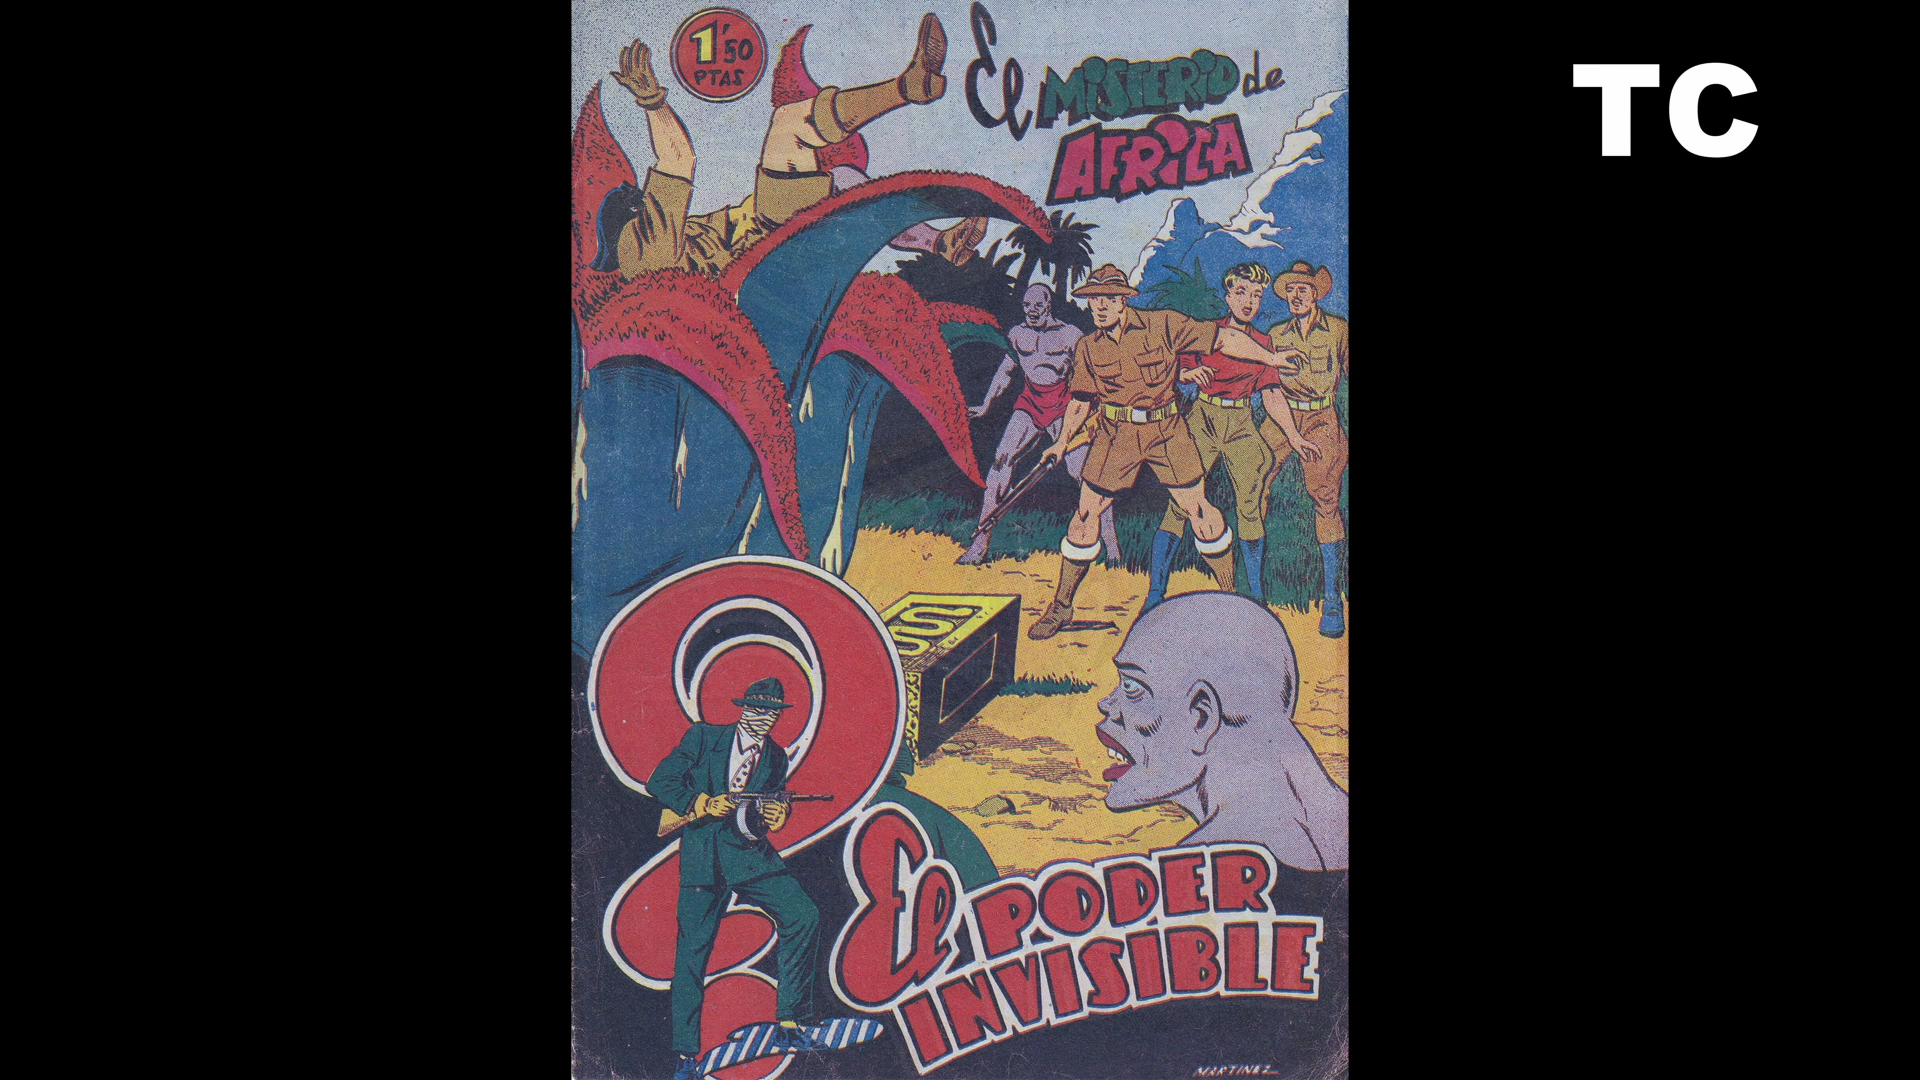 1'50
PTAS
El MiSTERiO de
AFRiCA
TC
El PODER
INVISIBLE
MARTINEZ